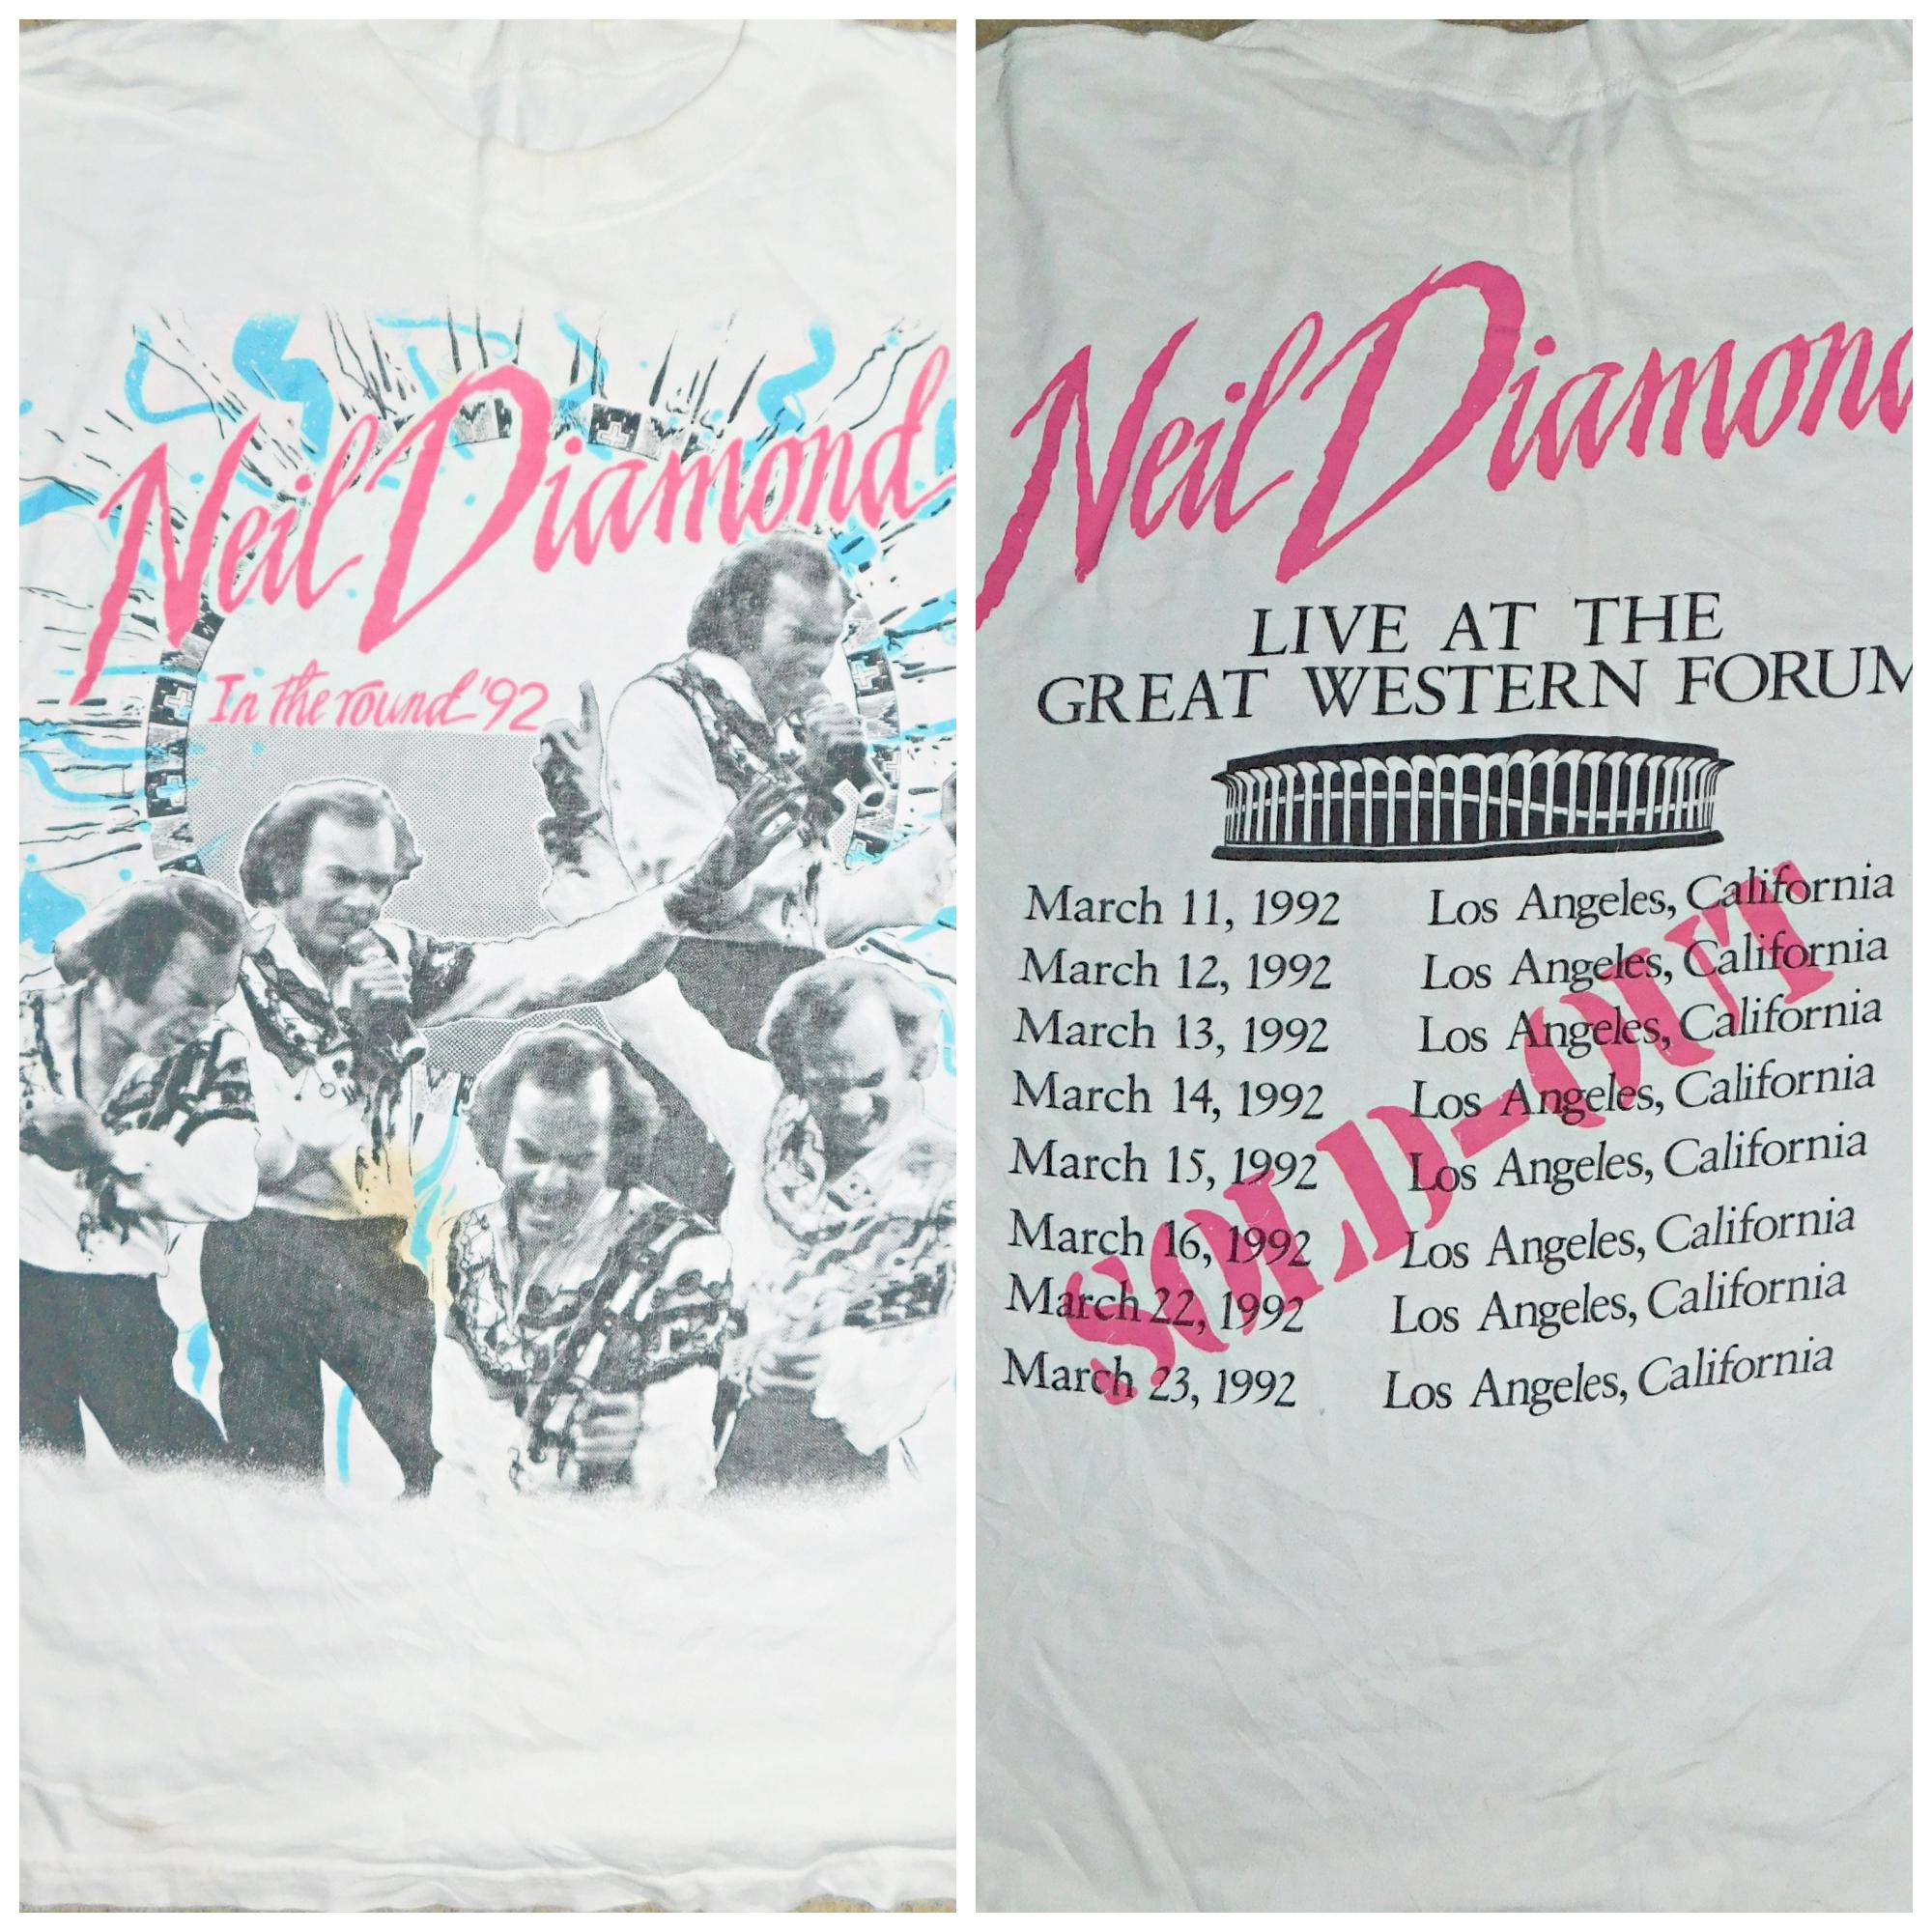 Neil Diamond
In the round '92
Neil Diamond
LIVE AT THE
GREAT WESTERN FORUM
March 11, 1992 Los Angeles, California
March 12, 1992 Los Angeles, California
March 13, 1992 Los Angeles, California
March 14, 1992 Los Angeles, California
March 15, 1992 Los Angeles, California
March 16, 1992 Los Angeles, California
March 22, 1992 Los Angeles, California
March 23, 1992 Los Angeles, California
SOLD-OUT